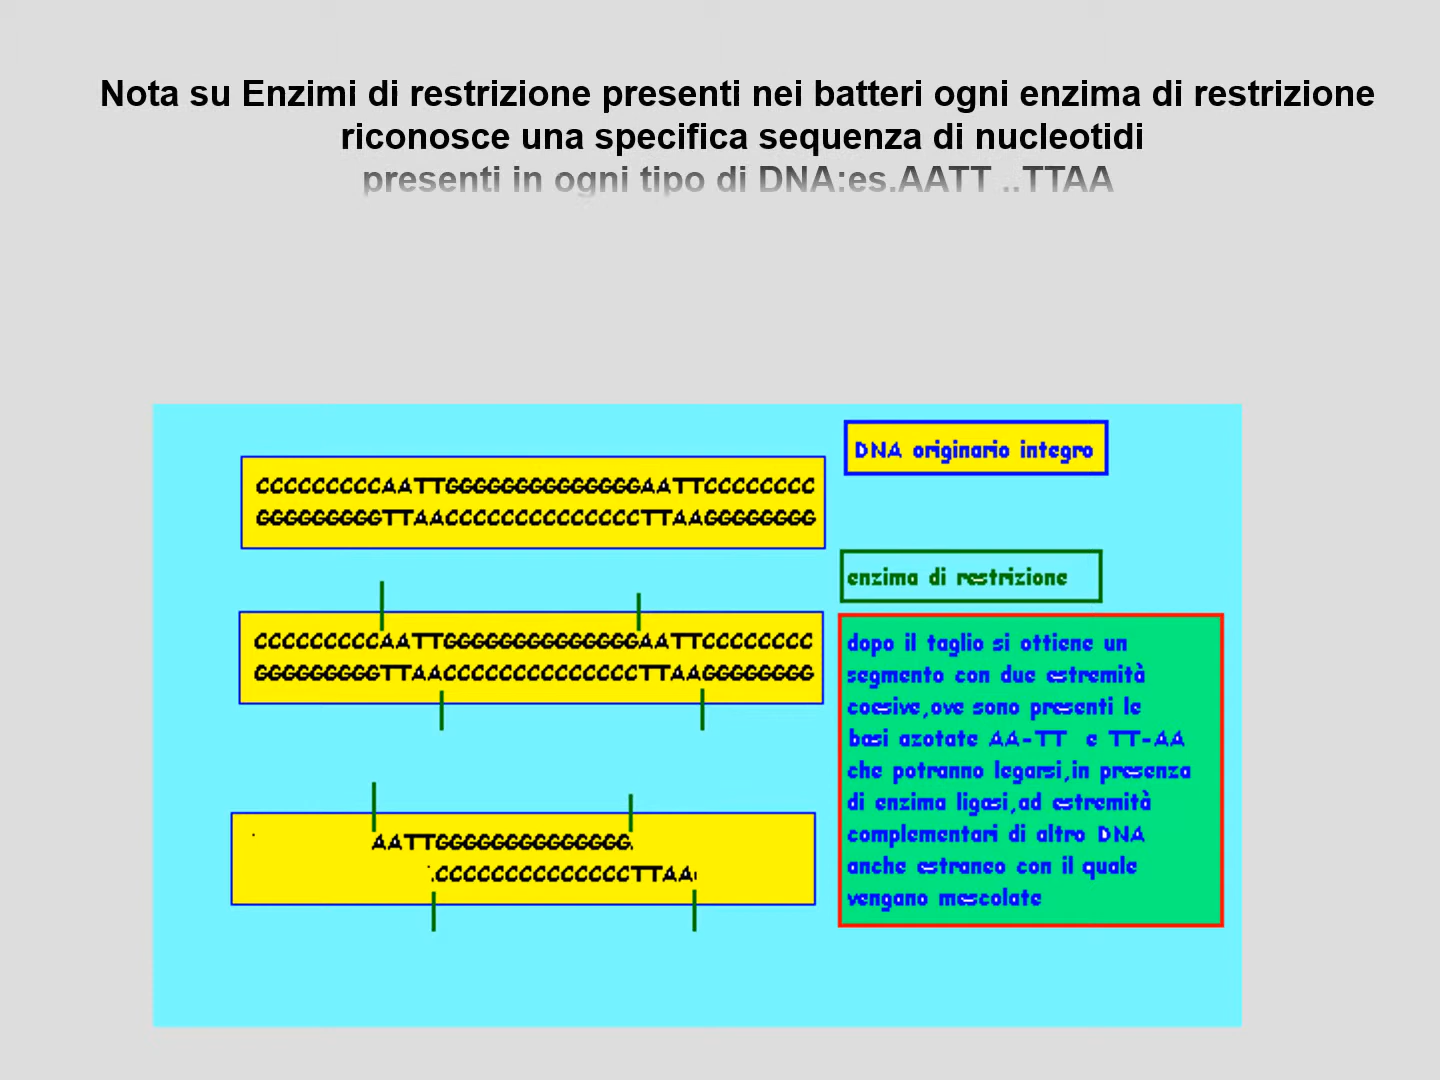 Nota su Enzimi di restrizione presenti nei batteri ogni enzima di restrizione
riconosce una specifica sequenza di nucleotidi
presenti in ogni tipo di DNA:es.AATT ..TTAA
DNA originario integro
CCCCCCCCCAATTGGGGGGGGGGGGGGAATTCCCCCCCC
GGGGGGGGGTTAACCCCCCCCCCCCCCTTAAGGGGGGGG
enzima di restrizione
CCCCCCCCCAATTGGGGGGGGGGGGGGAATTCCCCCCCC
GGGGGGGGGTTAACCCCCCCCCCCCCCTTAAGGGGGGGG
dopo il taglio si ottiene un
segmento con due estremità
coesive,ove sono presenti le
basi azotate AA-TT e TT-AA
che potranno legarsi,in presenza
di enzima ligasi,ad estremità
complementari di altro DNA
anche estraneo con il quale
vengano mescolate
AATTGGGGGGGGGGGGGG
CCCCCCCCCCCCCCTTAA